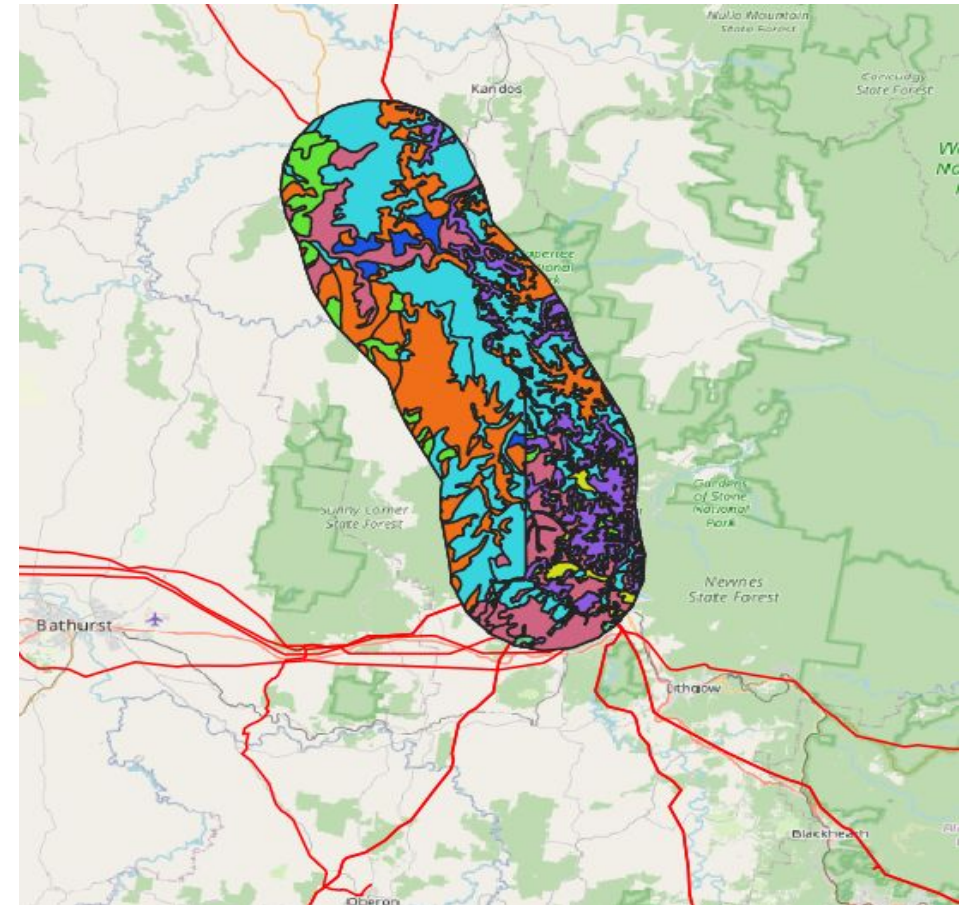 Nullo Mountain
State Forest
Kandos
Coricudgy
State Forest
Gardens
of Stone
National
Park
Sunny Corner
State Forest
Newnes
State Forest
Bathurst
Lithgow
Blackheath
Oberon